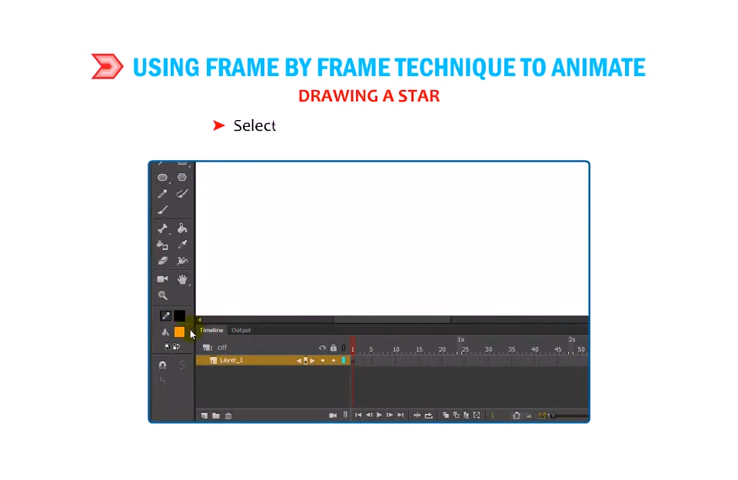 USING FRAME BY FRAME TECHNIQUE TO ANIMATE
DRAWING A STAR
Select
Timeline Output
Off 1 5 10 15 20 25 30 35 40 45 50
1s 2s
Layer_1
1